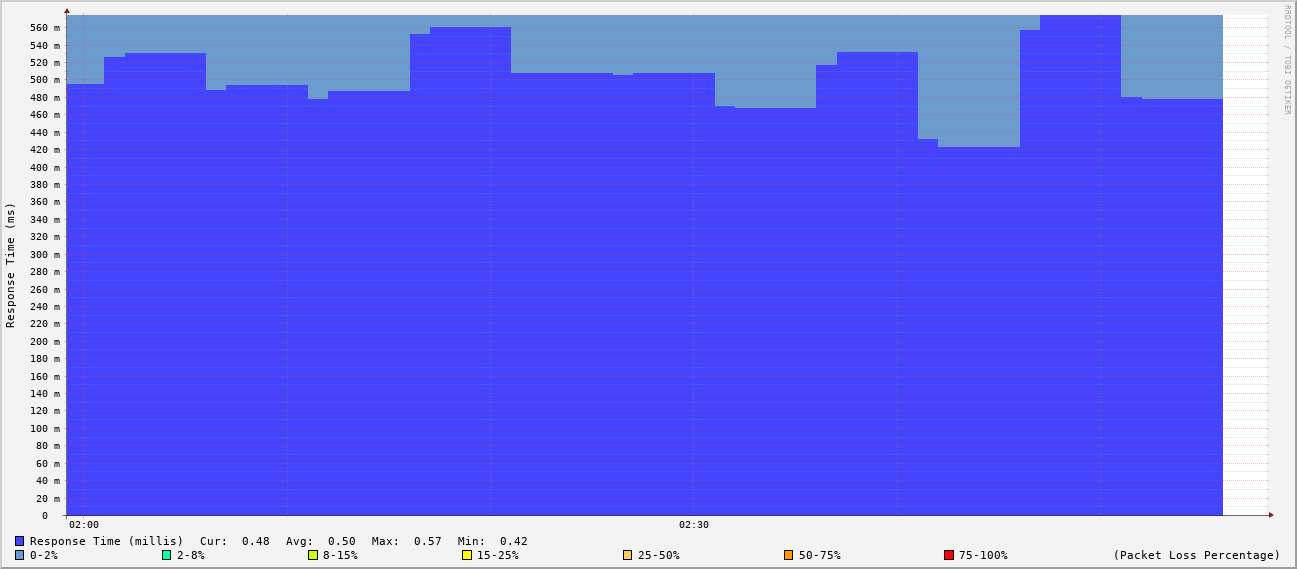 RRDTOOL / TOBI OETIKER
Response Time (ms)
560 m
540 m
520 m
500 m
480 m
460 m
440 m
420 m
400 m
380 m
360 m
340 m
320 m
300 m
280 m
260 m
240 m
220 m
200 m
180 m
160 m
140 m
120 m
100 m
80 m
60 m
40 m
20 m
0
02:00 02:30
Response Time (millis) Cur: 0.48 Avg: 0.50 Max: 0.57 Min: 0.42
0-2% 2-8% 8-15% 15-25% 25-50% 50-75% 75-100% (Packet Loss Percentage)